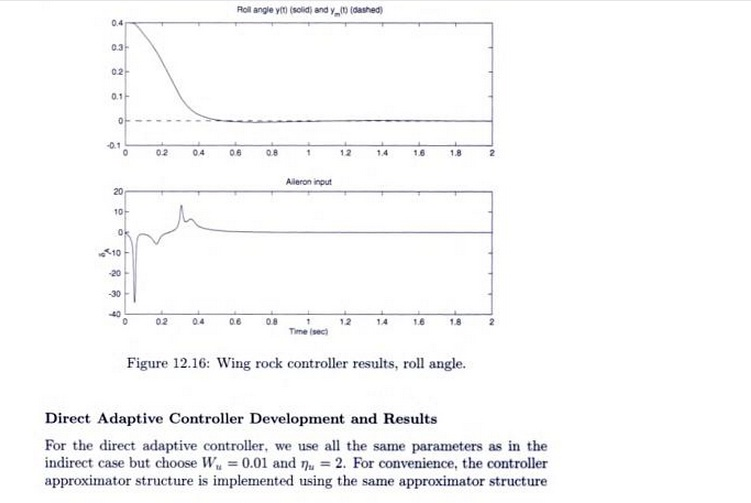 Roll angle y(t) (solid) and y_m(t) (dashed)
0.4
0.3
0.2
0.1
0
-0.1
0 0.2 0.4 0.6 0.8 1 1.2 1.4 1.6 1.8 2
Aileron input
20
10
0
-10
-20
-30
-40
δ_A
0 0.2 0.4 0.6 0.8 1 1.2 1.4 1.6 1.8 2
Time (sec)
Figure 12.16: Wing rock controller results, roll angle.
Direct Adaptive Controller Development and Results
For the direct adaptive controller, we use all the same parameters as in the
indirect case but choose W_u = 0.01 and η_u = 2. For convenience, the controller
approximator structure is implemented using the same approximator structure